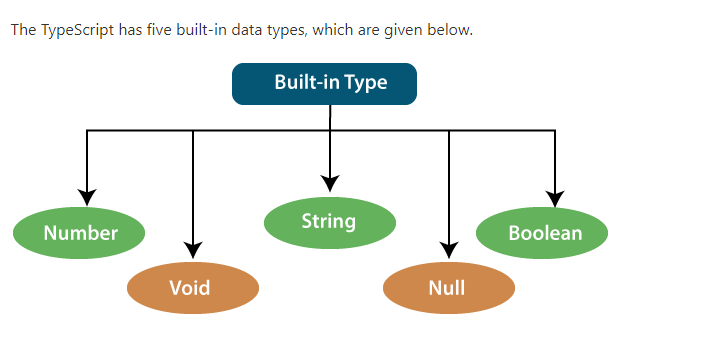 The TypeScript has five built-in data types, which are given below.
Built-in Type
Number
Void
String
Null
Boolean